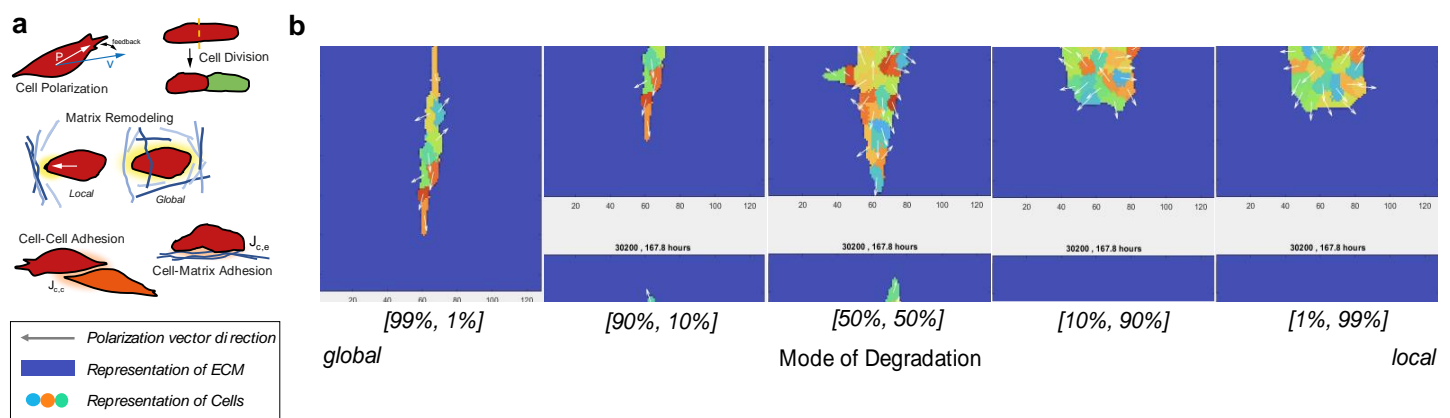 a
b
P
feedback
V
Cell Polarization
Cell Division
Matrix Remodeling
Local
Global
Cell-Cell Adhesion
J c,c
J c,e
Cell-Matrix Adhesion
Polarization vector di rection
Representation of ECM
Representation of Cells
20 40 60 80 100 120
20 40 60 80 100 120
20 40 60 80 100 120
20 40 60 80 100 120
30200 , 167.8 hours
30200 , 167.8 hours
30200 , 167.8 hours
30200 , 167.8 hours
20 40 60 80 100 120
[99%, 1%]
[90%, 10%]
[50%, 50%]
[10%, 90%]
[1%, 99%]
global
Mode of Degradation
local